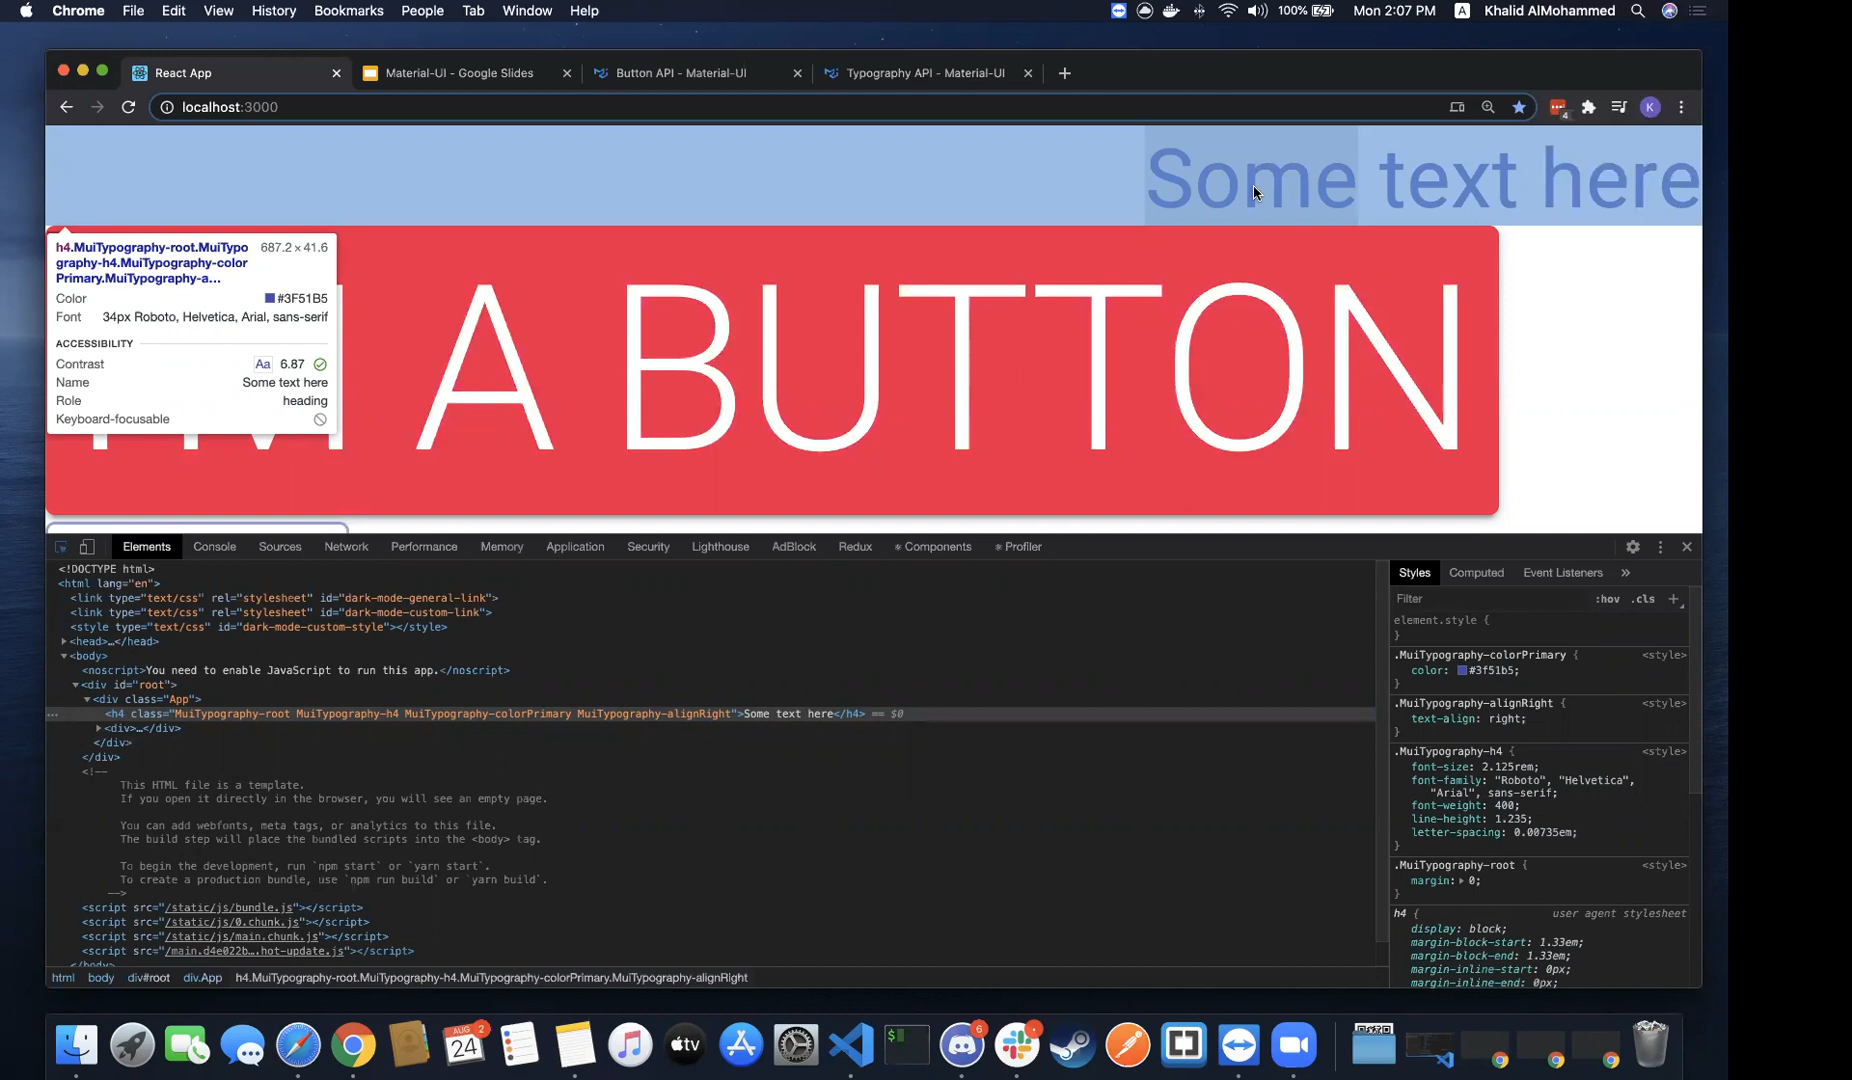 Chrome File Edit View History Bookmarks People Tab Window Help 100% Mon 2:07 PM A Khalid AlMohammed
React App Material-UI - Google Slides Button API - Material-UI Typography API - Material-UI
localhost:3000 4 K
Some text here
h4.MuiTypography-root.MuiTypo 687.2 × 41.6
graphy-h4.MuiTypography-color
Primary.MuiTypography-a…
Color #3F51B5
Font 34px Roboto, Helvetica, Arial, sans-serif
ACCESSIBILITY
Contrast Aa 6.87
Name Some text here
Role heading
Keyboard-focusable
A BUTTON
Elements Console Sources Network Performance Memory Application Security Lighthouse AdBlock Redux Components Profiler
<!DOCTYPE html>
<html lang="en">
<link type="text/css" rel="stylesheet" id="dark-mode-general-link">
<link type="text/css" rel="stylesheet" id="dark-mode-custom-link">
<style type="text/css" id="dark-mode-custom-style"></style>
<head>…</head>
<body>
<noscript>You need to enable JavaScript to run this app.</noscript>
<div id="root">
<div class="App">
… <h4 class="MuiTypography-root MuiTypography-h4 MuiTypography-colorPrimary MuiTypography-alignRight">Some text here</h4> == $0
<div>…</div>
</div>
</div>
<!--
This HTML file is a template.
If you open it directly in the browser, you will see an empty page.
You can add webfonts, meta tags, or analytics to this file.
The build step will place the bundled scripts into the <body> tag.
To begin the development, run `npm start` or `yarn start`.
To create a production bundle, use `npm run build` or `yarn build`.
-->
<script src="/static/js/bundle.js"></script>
<script src="/static/js/0.chunk.js"></script>
<script src="/static/js/main.chunk.js"></script>
<script src="/main.d4e022b….hot-update.js"></script>
</body>
html body div#root div.App h4.MuiTypography-root.MuiTypography-h4.MuiTypography-colorPrimary.MuiTypography-alignRight
Styles Computed Event Listeners »
Filter :hov .cls +
element.style {
}
.MuiTypography-colorPrimary { <style>
color: #3f51b5;
}
.MuiTypography-alignRight { <style>
text-align: right;
}
.MuiTypography-h4 { <style>
font-size: 2.125rem;
font-family: "Roboto", "Helvetica",
"Arial", sans-serif;
font-weight: 400;
line-height: 1.235;
letter-spacing: 0.00735em;
}
.MuiTypography-root { <style>
margin: 0;
}
h4 { user agent stylesheet
display: block;
margin-block-start: 1.33em;
margin-block-end: 1.33em;
margin-inline-start: 0px;
margin-inline-end: 0px;
AUG 24 2 tv $ 6